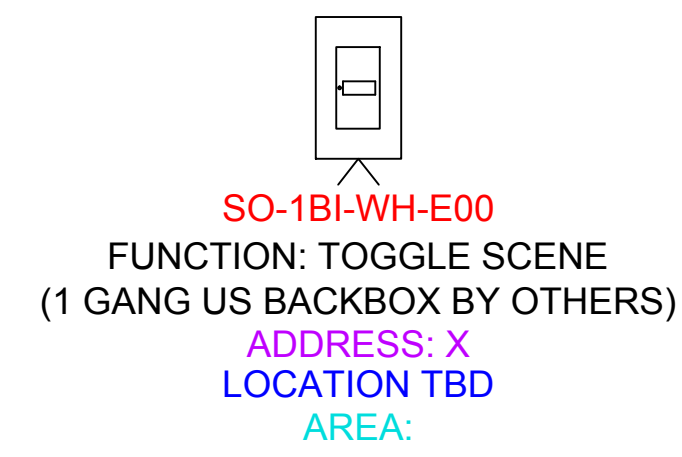 SO-1BI-WH-E00
FUNCTION: TOGGLE SCENE
(1 GANG US BACKBOX BY OTHERS)
ADDRESS: X
LOCATION TBD
AREA: